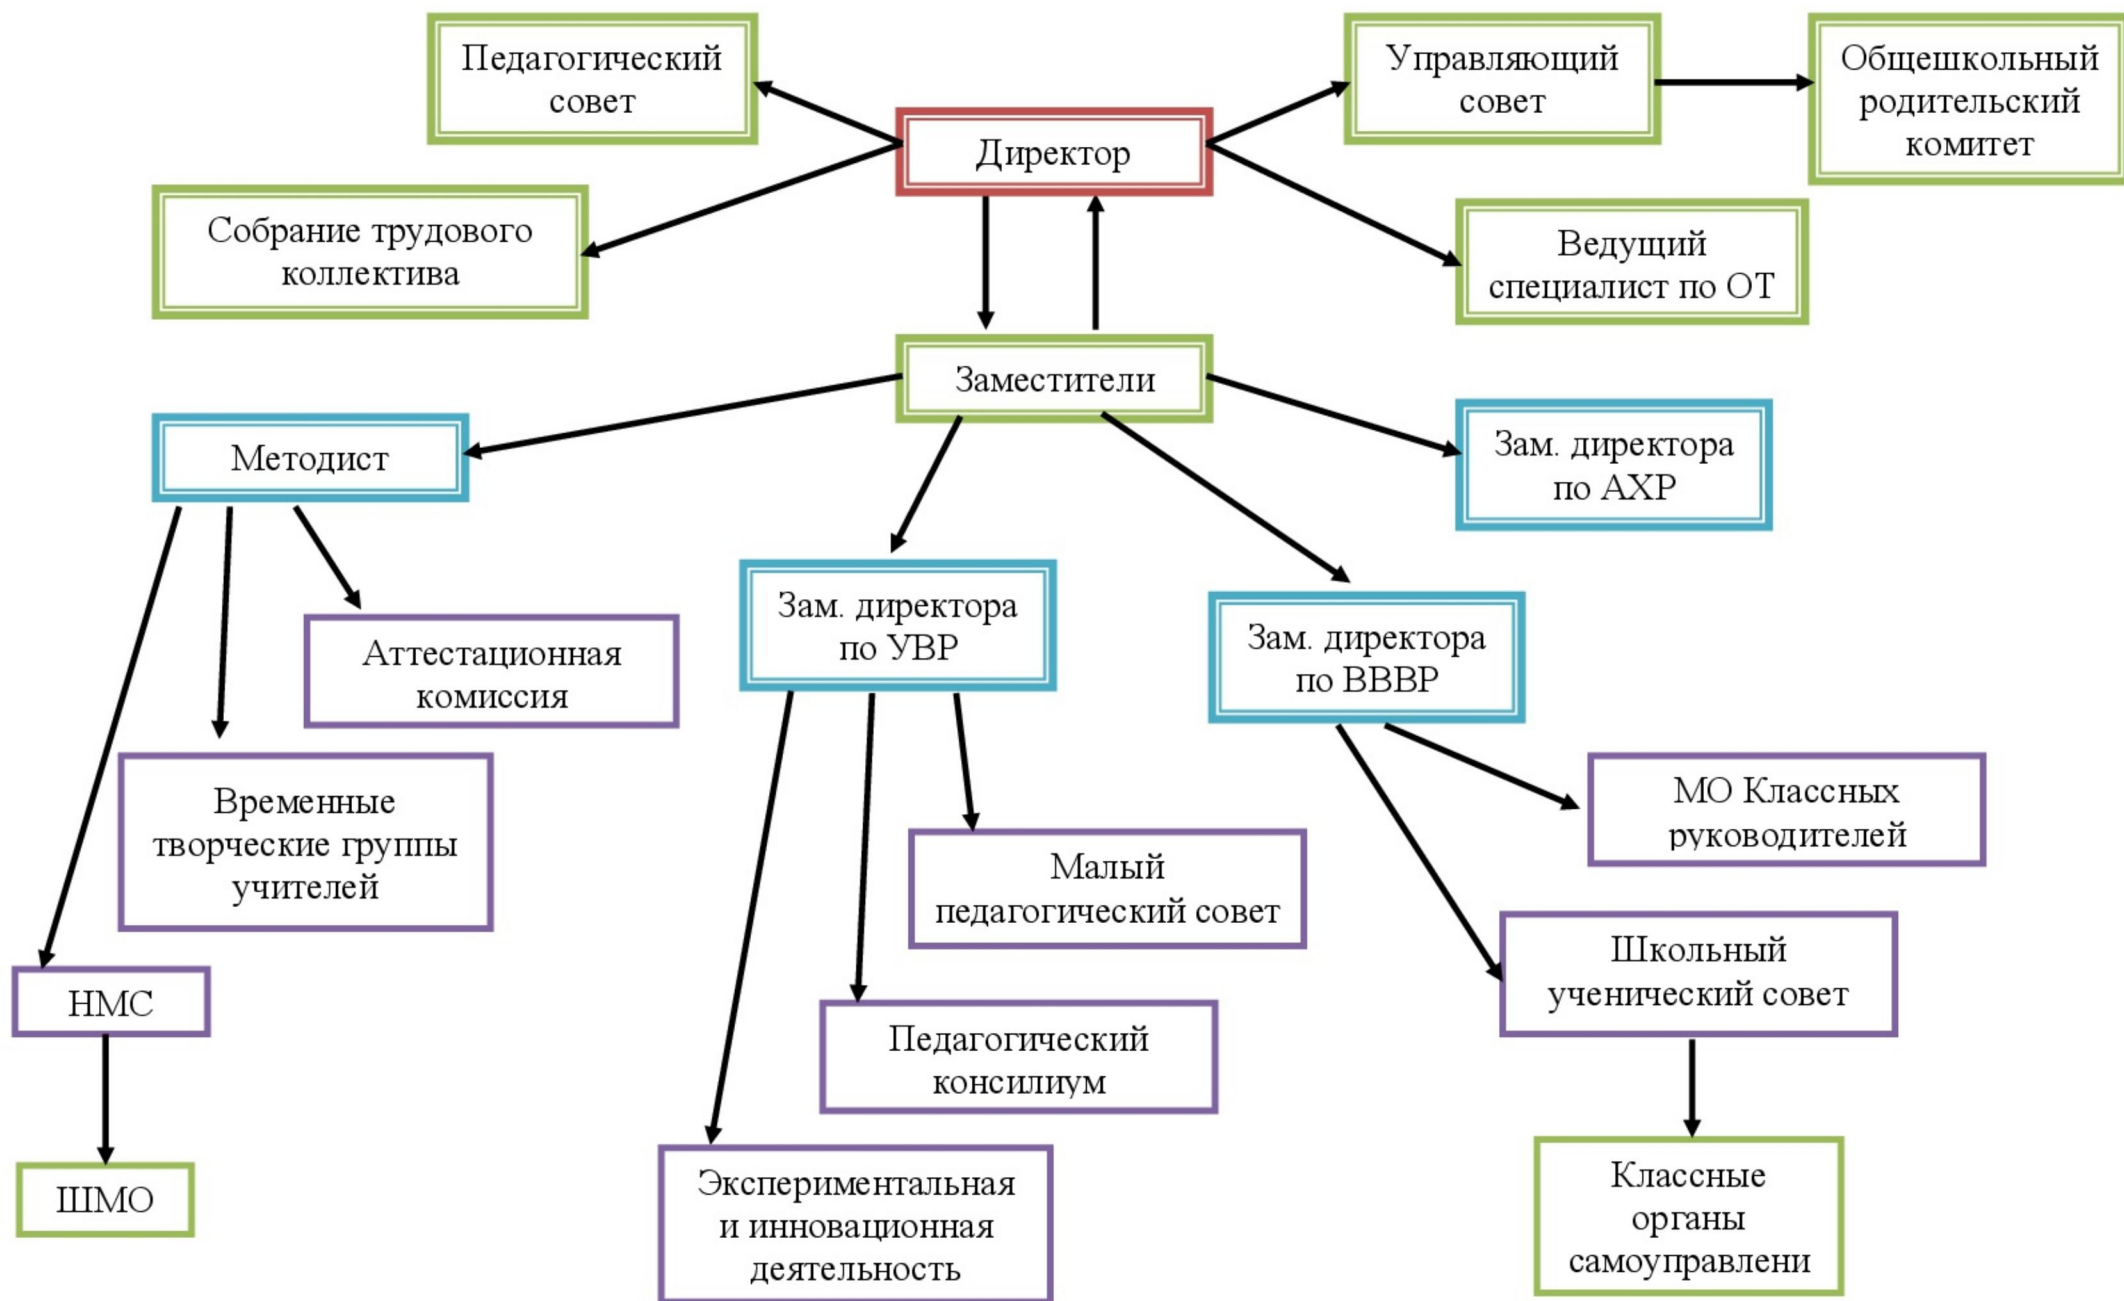 Педагогический
совет
Управляющий
совет
Общешкольный
родительский
комитет
Директор
Собрание трудового
коллектива
Ведущий
специалист по ОТ
Заместители
Методист
Зам. директора
по АХР
Зам. директора
по УВР
Зам. директора
по ВВВР
Аттестационная
комиссия
Временные
творческие группы
учителей
МО Классных
руководителей
Малый
педагогический совет
Школьный
ученический совет
НМС
Педагогический
консилиум
ШМО
Экспериментальная
и инновационная
деятельность
Классные
органы
самоуправлени